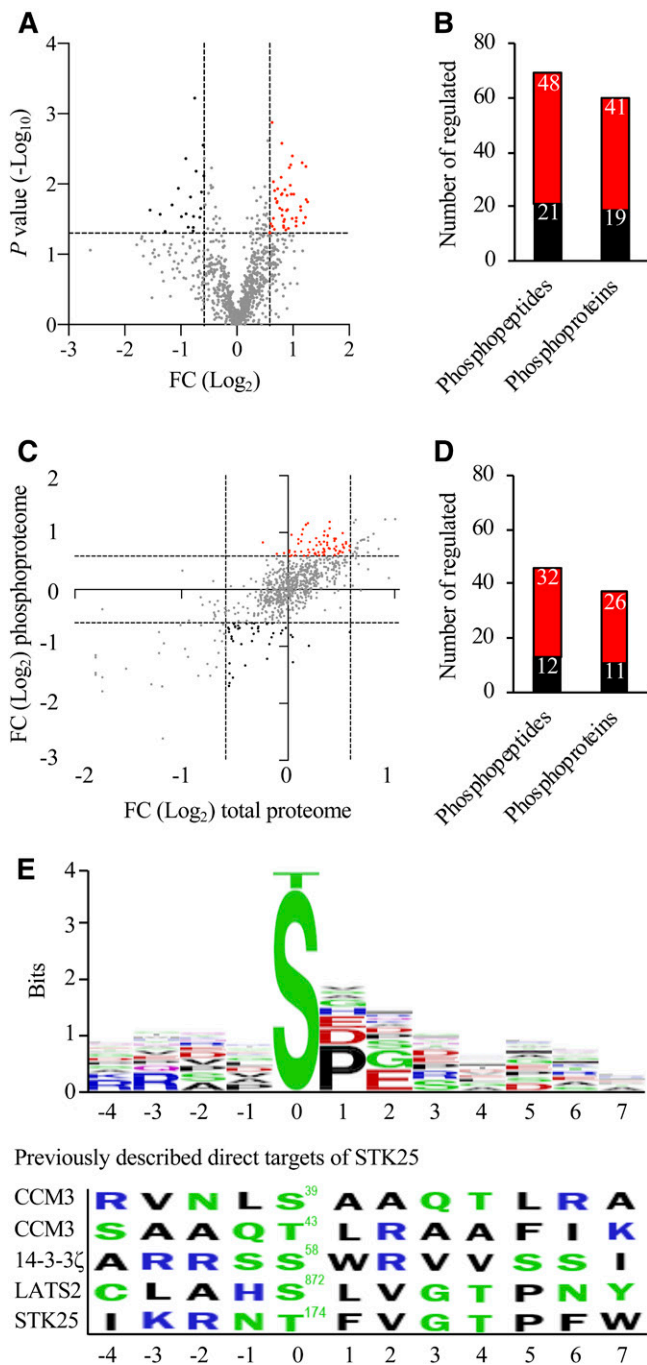 A
P value (-Log10)
4
3
2
1
0
-3 -2 -1 0 1 2
FC (Log2)
B
Number of regulated
80
60
40
20
0
48 41
21 19
Phosphopeptides Phosphoproteins
C
FC (Log2) phosphoproteome
2
1
0
-1
-2
-3
-2 -1 0 1
FC (Log2) total proteome
D
Number of regulated
80
60
40
20
0
32 26
12 11
Phosphopeptides Phosphoproteins
E
Bits
4
3
2
1
0
T
S
E
D G
R P E
-4 -3 -2 -1 0 1 2 3 4 5 6 7
Previously described direct targets of STK25
CCM3 R V N L S39 A A Q T L R A
CCM3 S A A Q T43 L R A A F I K
14-3-3ζ A R R S S58 W R V V S S I
LATS2 C L A H S872 L V G T P N Y
STK25 I K R N T174 F V G T P F W
-4 -3 -2 -1 0 1 2 3 4 5 6 7